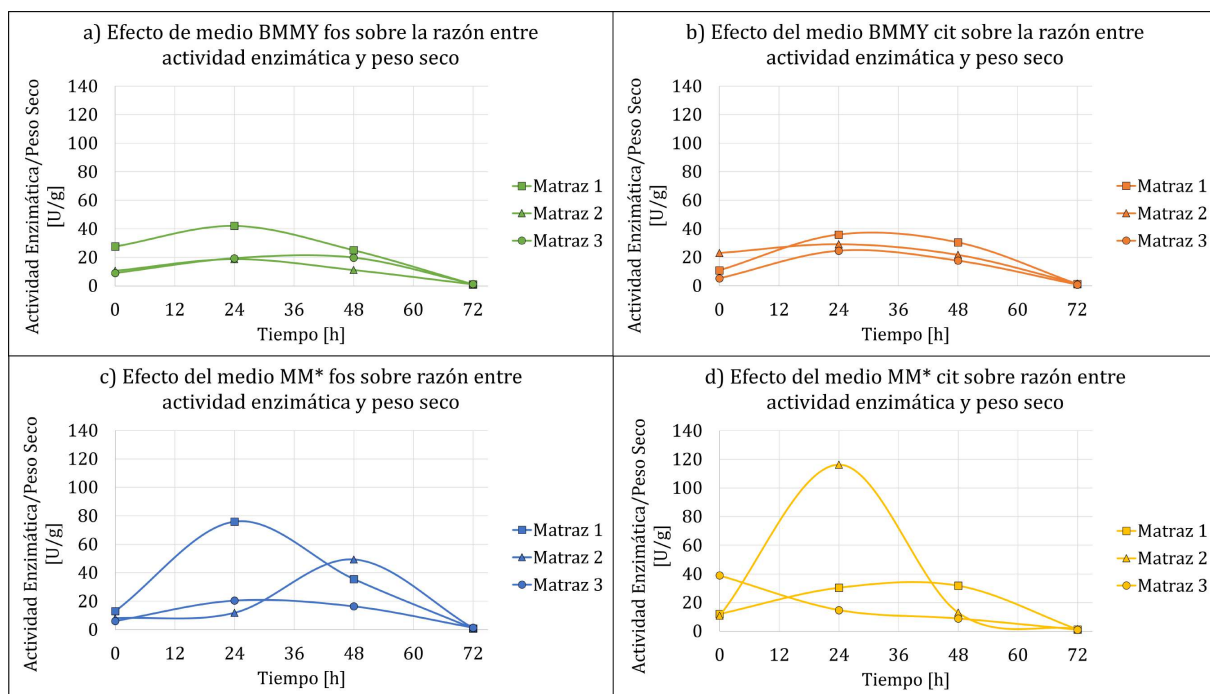 a) Efecto de medio BMMY fos sobre la razón entre
actividad enzimática y peso seco
Actividad Enzimática/Peso Seco
[U/g]
140
120
100
80
60
40
20
0
0 12 24 36 48 60 72
Tiempo [h]
Matraz 1
Matraz 2
Matraz 3
b) Efecto del medio BMMY cit sobre la razón entre
actividad enzimática y peso seco
Actividad Enzimática/Peso Seco
[U/g]
140
120
100
80
60
40
20
0
0 12 24 36 48 60 72
Tiempo [h]
Matraz 1
Matraz 2
Matraz 3
c) Efecto del medio MM* fos sobre razón entre
actividad enzimática y peso seco
Actividad Enzimática/Peso Seco
[U/g]
140
120
100
80
60
40
20
0
0 12 24 36 48 60 72
Tiempo [h]
Matraz 1
Matraz 2
Matraz 3
d) Efecto del medio MM* cit sobre razón entre
actividad enzimática y peso seco
Actividad Enzimática/Peso Seco
[U/g]
140
120
100
80
60
40
20
0
0 12 24 36 48 60 72
Tiempo [h]
Matraz 1
Matraz 2
Matraz 3